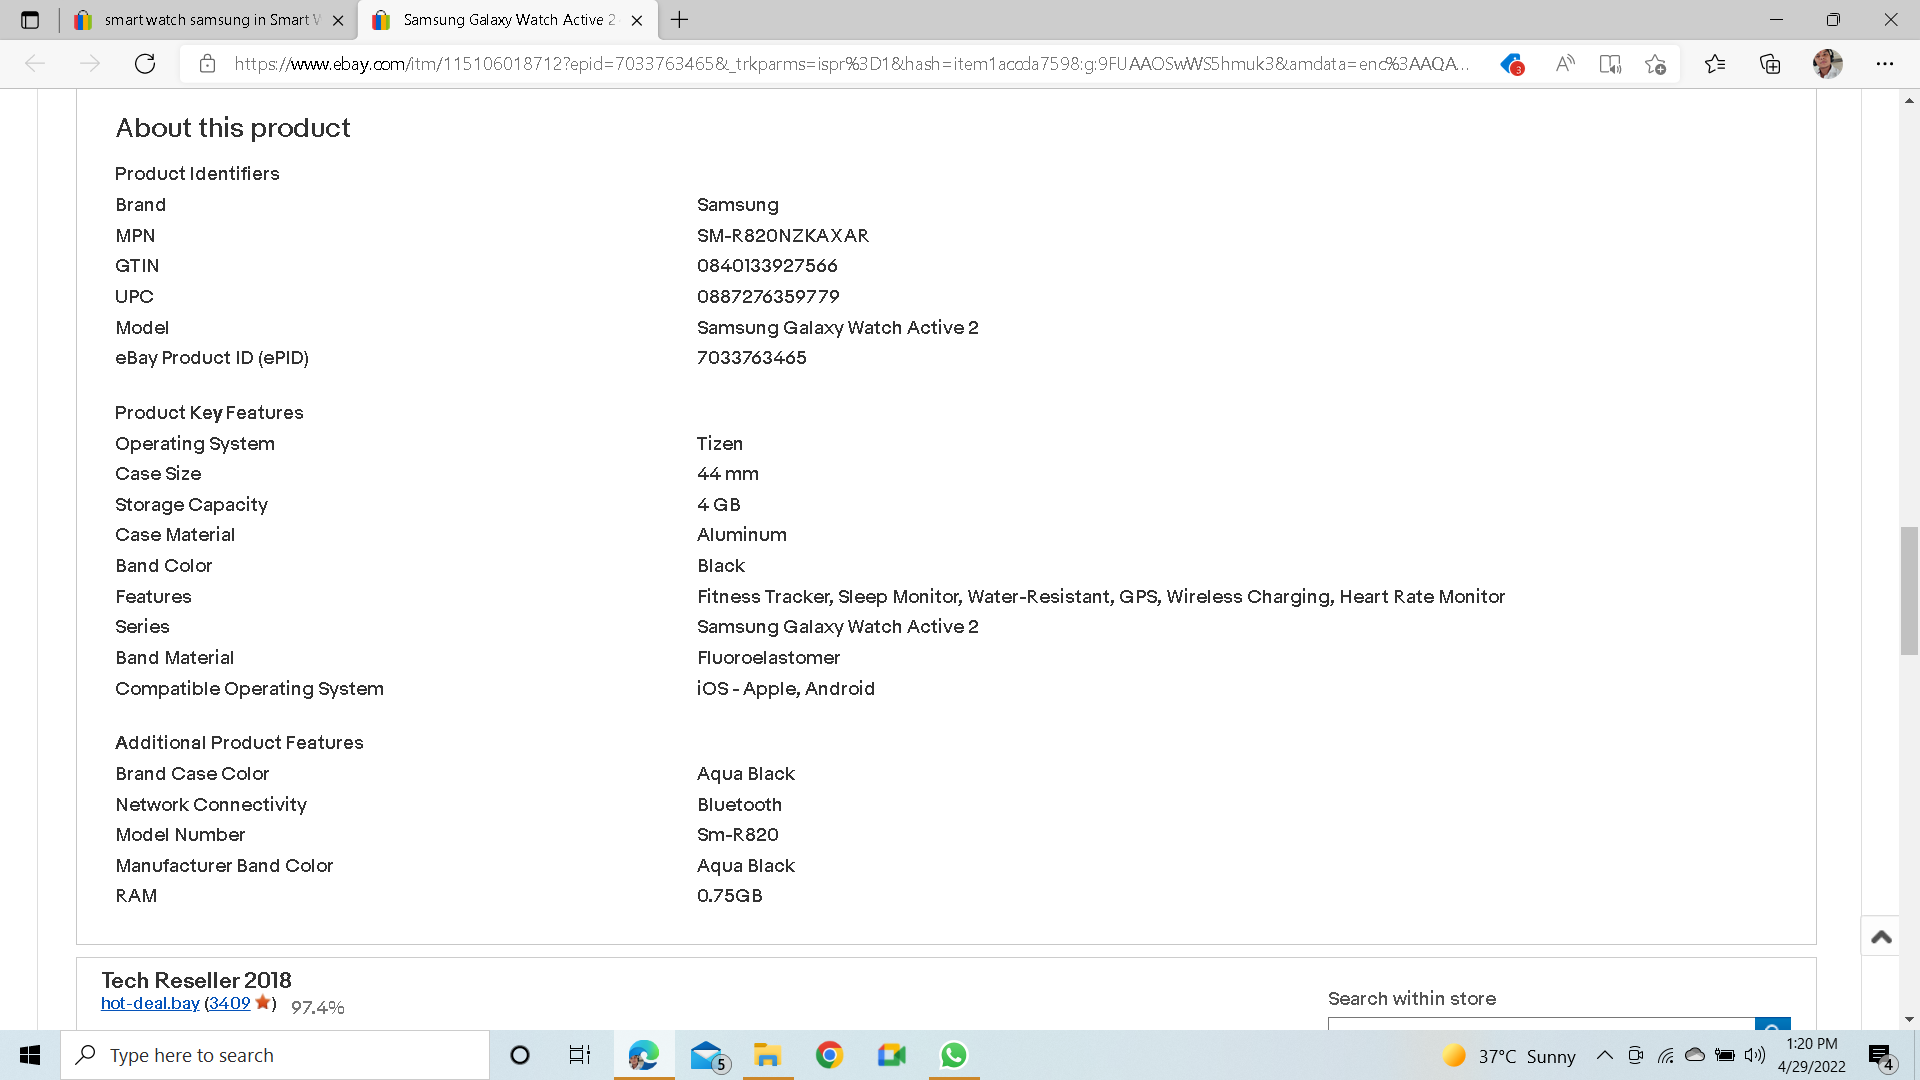 smart watch samsung in Smart W
Samsung Galaxy Watch Active 2
https://www.ebay.com/itm/115106018712?epid=7033763465&_trkparms=ispr%3D1&hash=item1accda7598:g:9FUAAOSwWS5hmuk3&amdata=enc%3AAQA...
3
About this product
Product Identifiers
Brand Samsung
MPN SM-R820NZKAXAR
GTIN 0840133927566
UPC 0887276359779
Model Samsung Galaxy Watch Active 2
eBay Product ID (ePID) 7033763465
Product Key Features
Operating System Tizen
Case Size 44 mm
Storage Capacity 4 GB
Case Material Aluminum
Band Color Black
Features Fitness Tracker, Sleep Monitor, Water-Resistant, GPS, Wireless Charging, Heart Rate Monitor
Series Samsung Galaxy Watch Active 2
Band Material Fluoroelastomer
Compatible Operating System iOS - Apple, Android
Additional Product Features
Brand Case Color Aqua Black
Network Connectivity Bluetooth
Model Number Sm-R820
Manufacturer Band Color Aqua Black
RAM 0.75GB
Tech Reseller 2018
hot-deal.bay (3409 ) 97.4%
Search within store
Type here to search
5
37°C Sunny
1:20 PM
4/29/2022
4